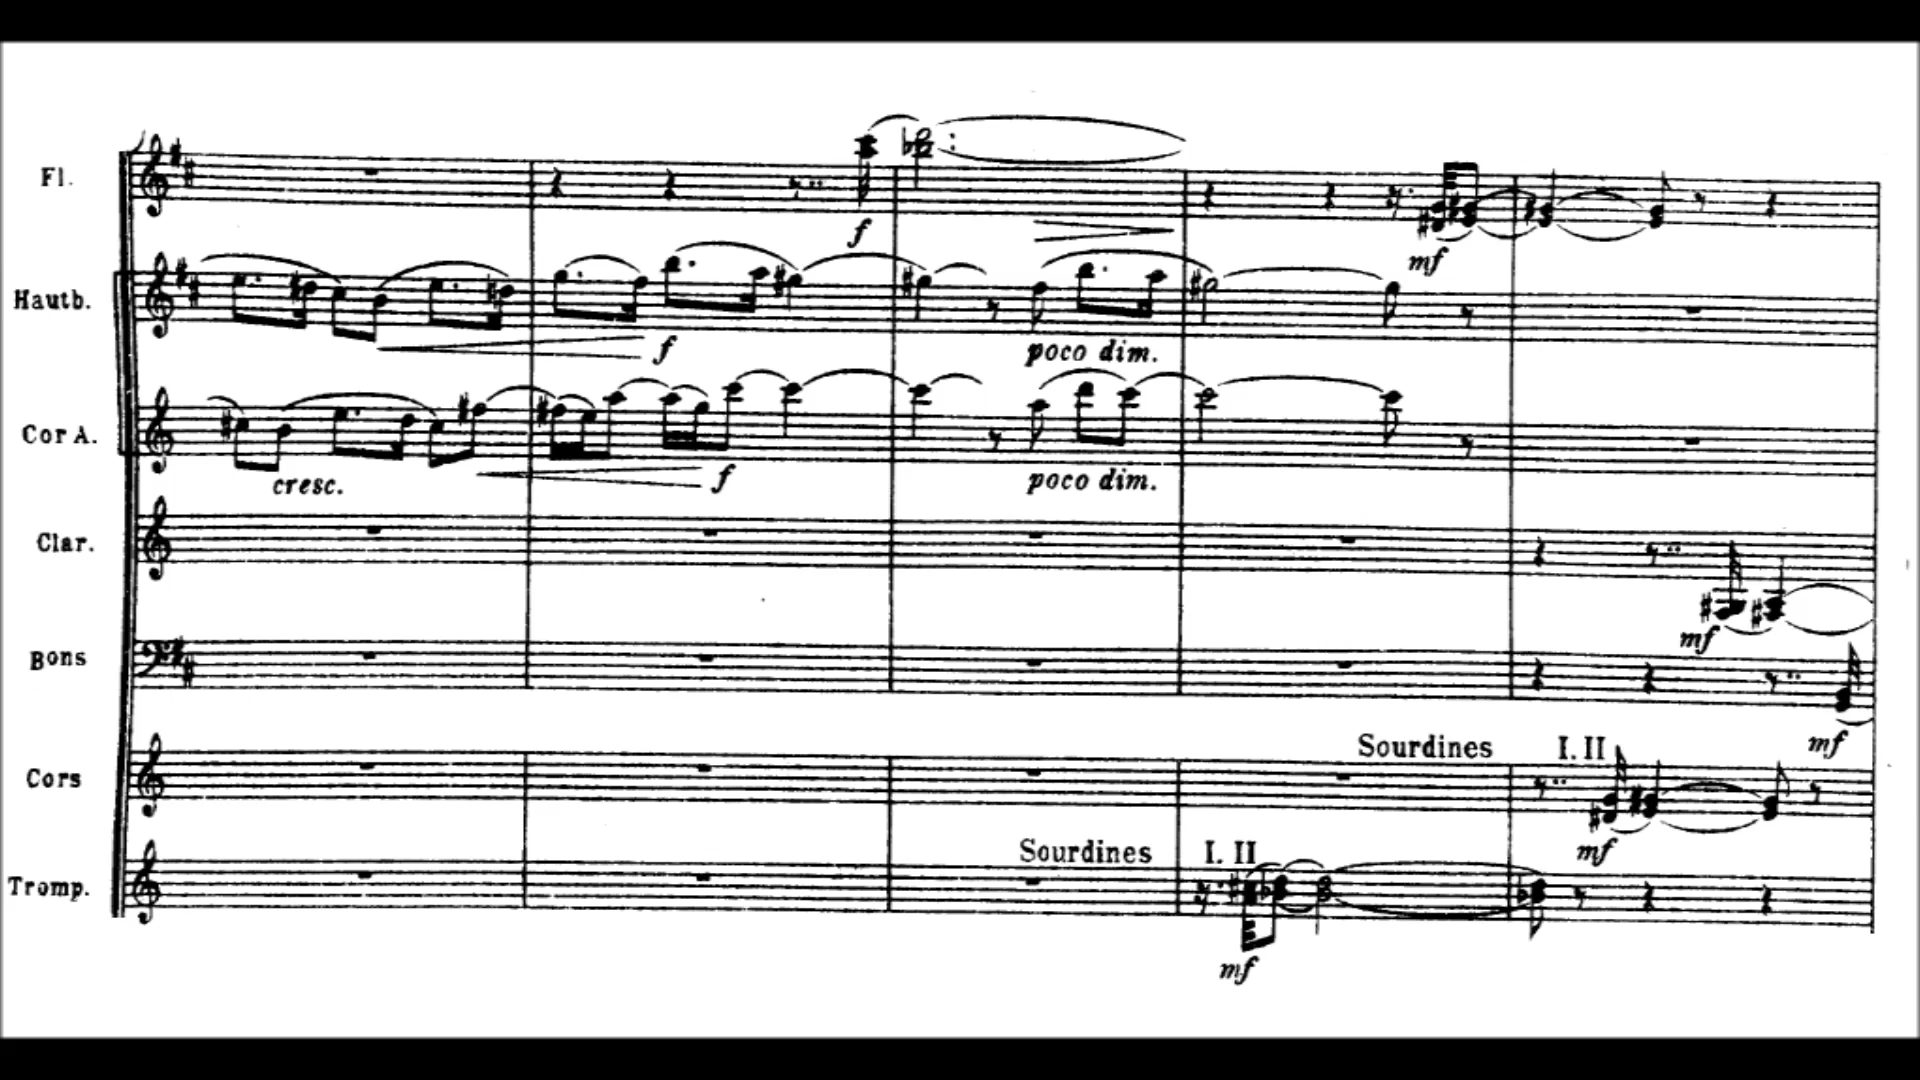 Fl.
f
mf
Hautb.
f
poco dim.
Cor A.
cresc.
f
poco dim.
Clar.
mf
Bons
mf
Sourdines I. II
Cors
mf
Sourdines I. II
Tromp.
mf